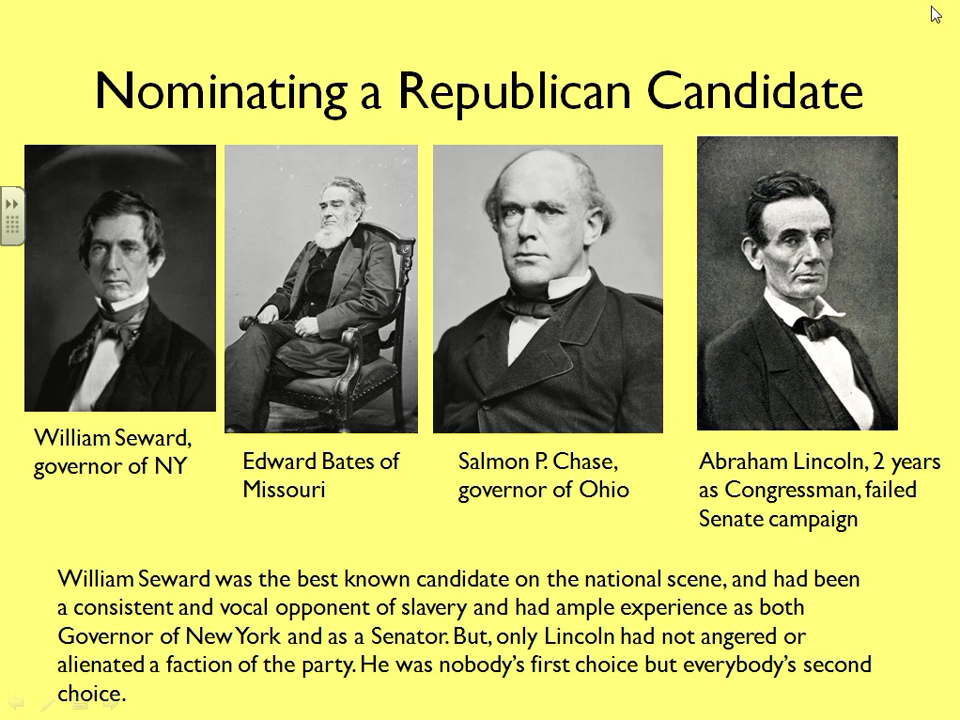 Nominating a Republican Candidate
William Seward,
governor of NY
Edward Bates of
Missouri
Salmon P. Chase,
governor of Ohio
Abraham Lincoln, 2 years
as Congressman, failed
Senate campaign
William Seward was the best known candidate on the national scene, and had been
a consistent and vocal opponent of slavery and had ample experience as both
Governor of New York and as a Senator. But, only Lincoln had not angered or
alienated a faction of the party. He was nobody’s first choice but everybody’s second
choice.